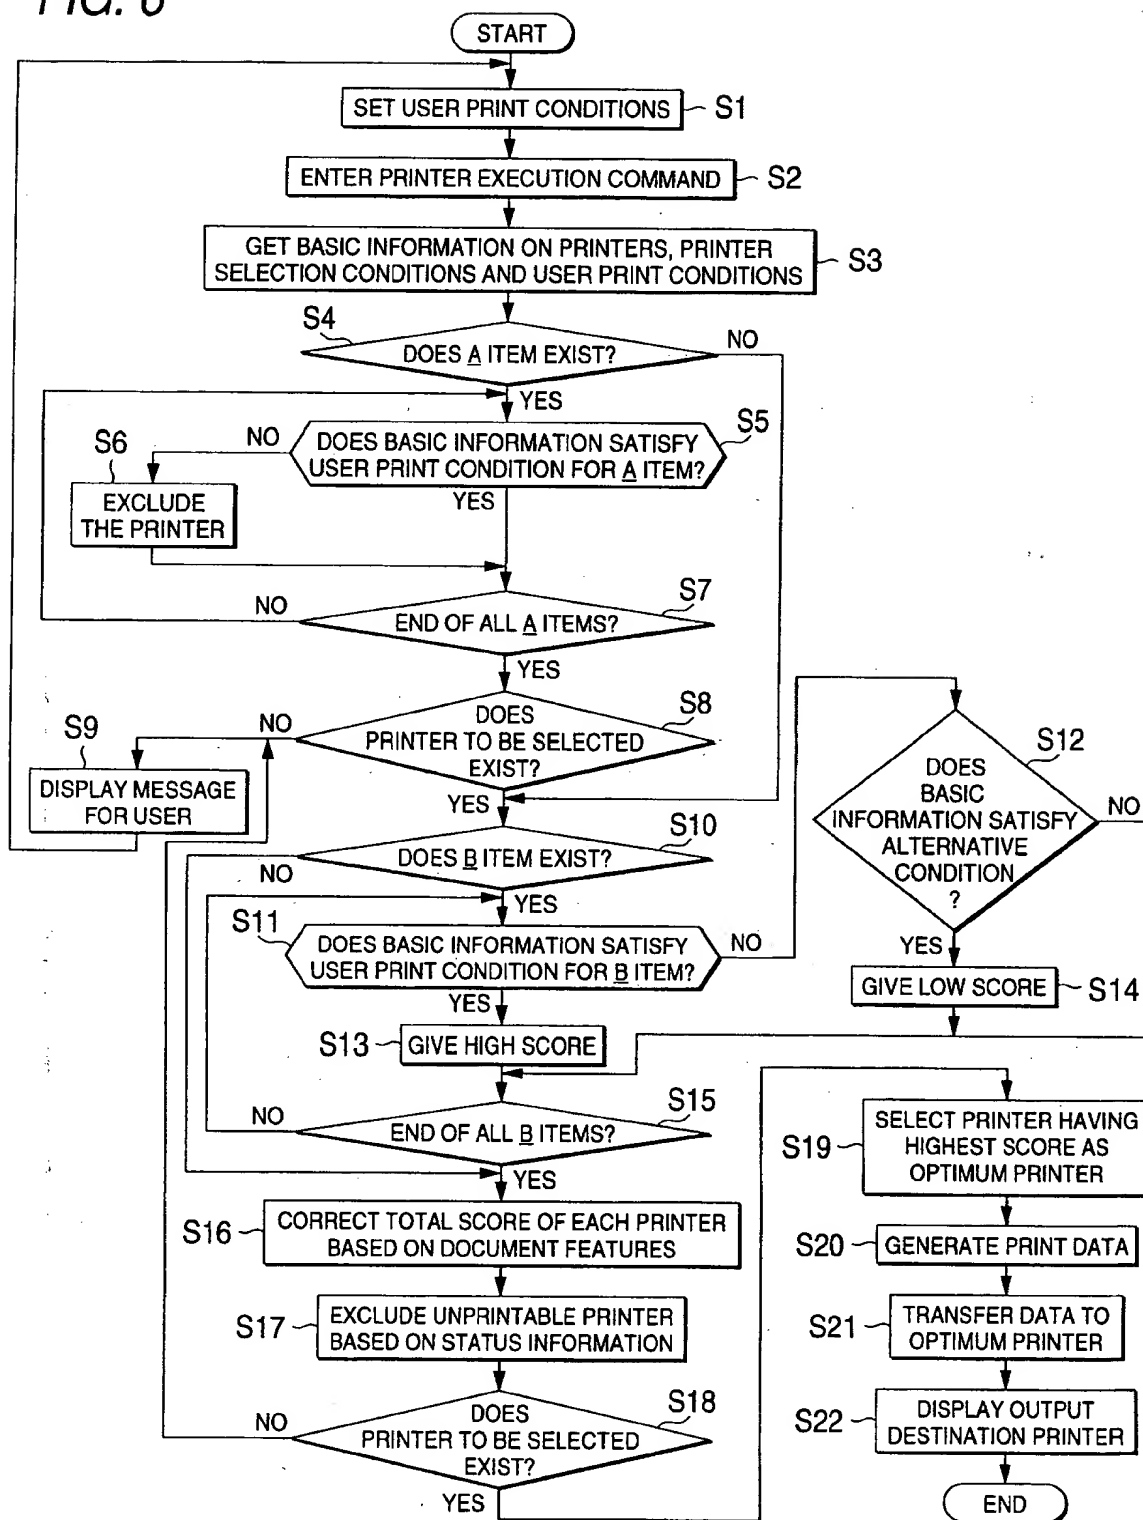 FIG. 6
START
SET USER PRINT CONDITIONS
S1
ENTER PRINTER EXECUTION COMMAND
S2
GET BASIC INFORMATION ON PRINTERS, PRINTER
SELECTION CONDITIONS AND USER PRINT CONDITIONS
S3
S4
DOES A ITEM EXIST?
NO
YES
S5
DOES BASIC INFORMATION SATISFY
USER PRINT CONDITION FOR A ITEM?
NO
S6
EXCLUDE
THE PRINTER
YES
S7
END OF ALL A ITEMS?
NO
YES
S8
DOES
PRINTER TO BE SELECTED
EXIST?
NO
S9
DISPLAY MESSAGE
FOR USER
YES
S10
DOES B ITEM EXIST?
NO
YES
S11
DOES BASIC INFORMATION SATISFY
USER PRINT CONDITION FOR B ITEM?
NO
S12
DOES
BASIC
INFORMATION SATISFY
ALTERNATIVE
CONDITION
?
NO
YES
GIVE LOW SCORE
S14
YES
S13
GIVE HIGH SCORE
S15
END OF ALL B ITEMS?
NO
YES
S16
CORRECT TOTAL SCORE OF EACH PRINTER
BASED ON DOCUMENT FEATURES
S17
EXCLUDE UNPRINTABLE PRINTER
BASED ON STATUS INFORMATION
S18
DOES
PRINTER TO BE SELECTED
EXIST?
NO
YES
S19
SELECT PRINTER HAVING
HIGHEST SCORE AS
OPTIMUM PRINTER
S20
GENERATE PRINT DATA
S21
TRANSFER DATA TO
OPTIMUM PRINTER
S22
DISPLAY OUTPUT
DESTINATION PRINTER
END